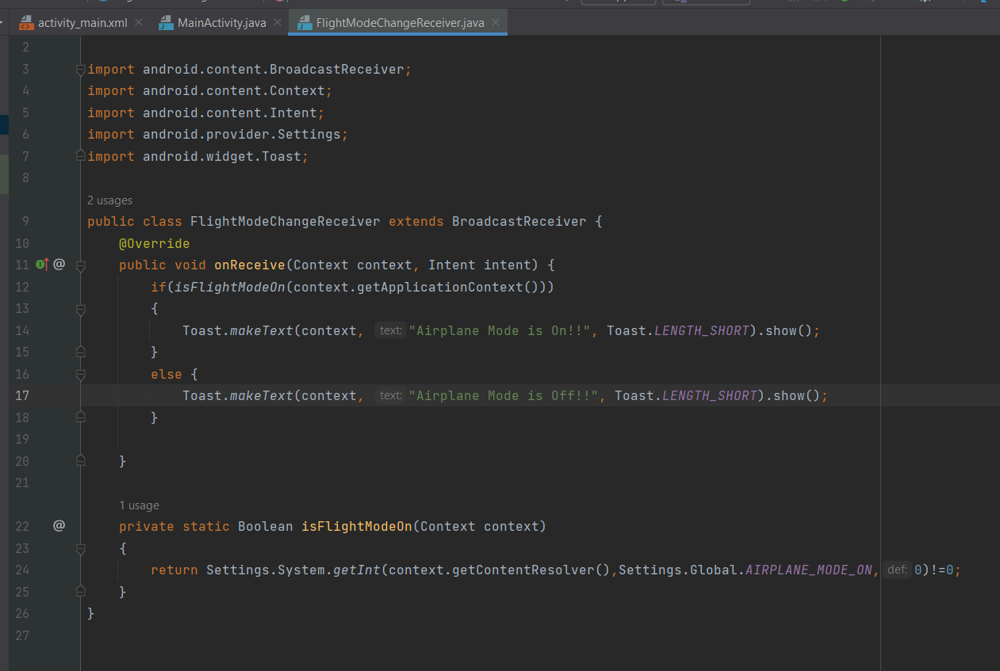 activity_main.xml MainActivity.java FlightModeChangeReceiver.java
2
3 import android.content.BroadcastReceiver;
4 import android.content.Context;
5 import android.content.Intent;
6 import android.provider.Settings;
7 import android.widget.Toast;
8
2 usages
9 public class FlightModeChangeReceiver extends BroadcastReceiver {
10 @Override
11 @ public void onReceive(Context context, Intent intent) {
12 if(isFlightModeOn(context.getApplicationContext()))
13 {
14 Toast.makeText(context, text: "Airplane Mode is On!!", Toast.LENGTH_SHORT).show();
15 }
16 else {
17 Toast.makeText(context, text: "Airplane Mode is Off!!", Toast.LENGTH_SHORT).show();
18 }
19
20 }
21
1 usage
22 @ private static Boolean isFlightModeOn(Context context)
23 {
24 return Settings.System.getInt(context.getContentResolver(),Settings.Global.AIRPLANE_MODE_ON, def: 0)!=0;
25 }
26 }
27